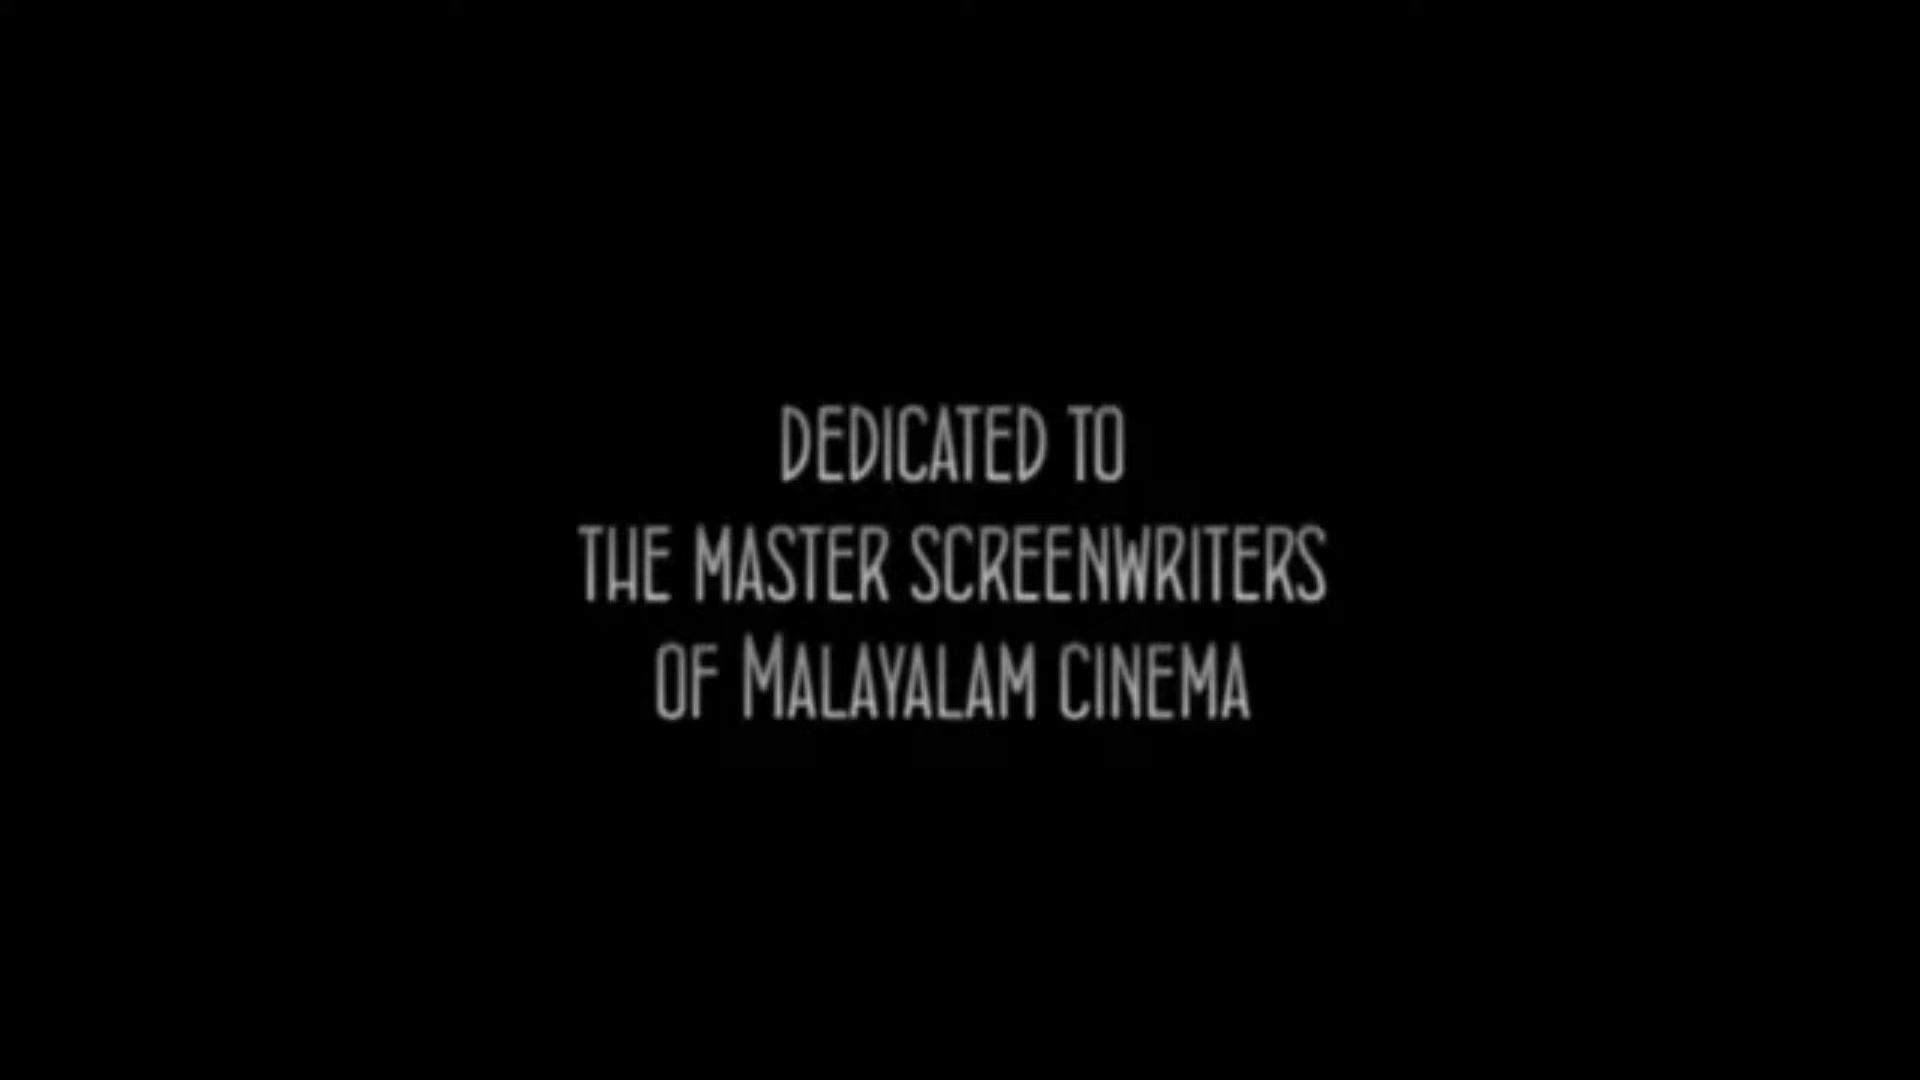 DEDICATED TO
THE MASTER SCREENWRITERS
OF MALAYALAM CINEMA